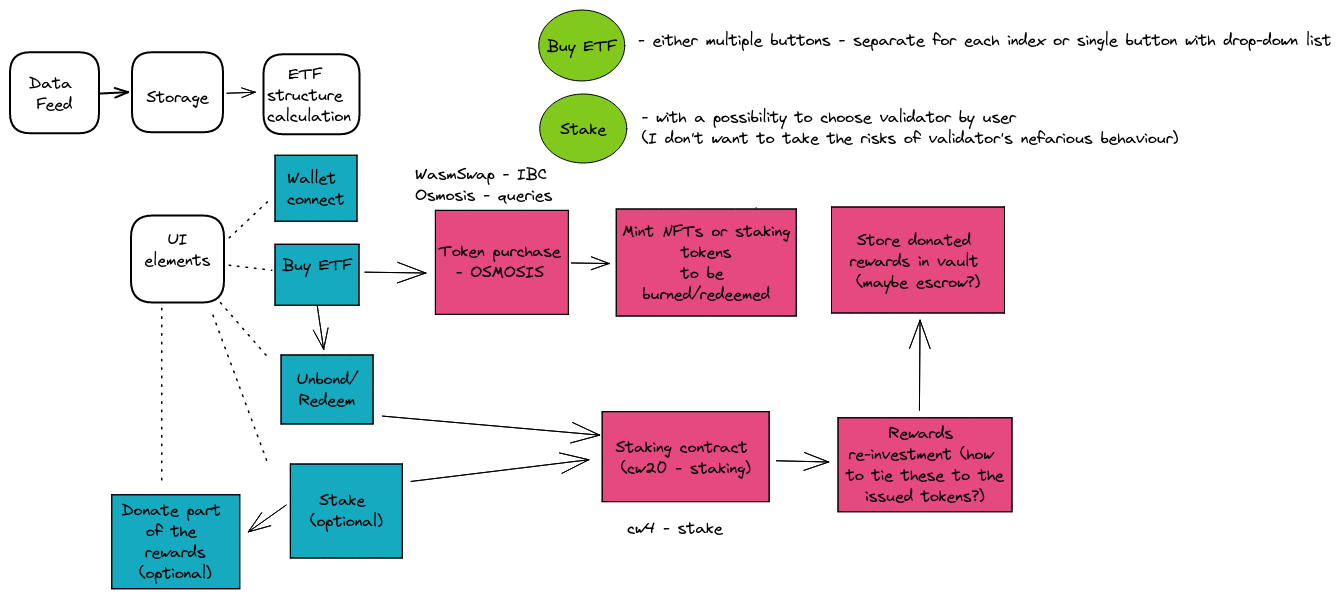 Buy ETF
- either multiple buttons - separate for each index or single button with drop-down list
Data
Feed
Storage
ETF
structure
calculation
Stake
- with a possibility to choose validator by user
(I don't want to take the risks of validator's nefarious behaviour)
Wallet
connect
WasmSwap - IBC
Osmosis - queries
UI
elements
Buy ETF
Token purchase
- OSMOSIS
Mint NFTs or staking
tokens
to be
burned/redeemed
Store donated
rewards in vault
(maybe escrow?)
Unbond/
Redeem
Staking contract
(cw20 - staking)
Rewards
re-investment (how
to tie these to the
issued tokens?)
Stake
(optional)
Donate part
of the
rewards
(optional)
cw4 - stake